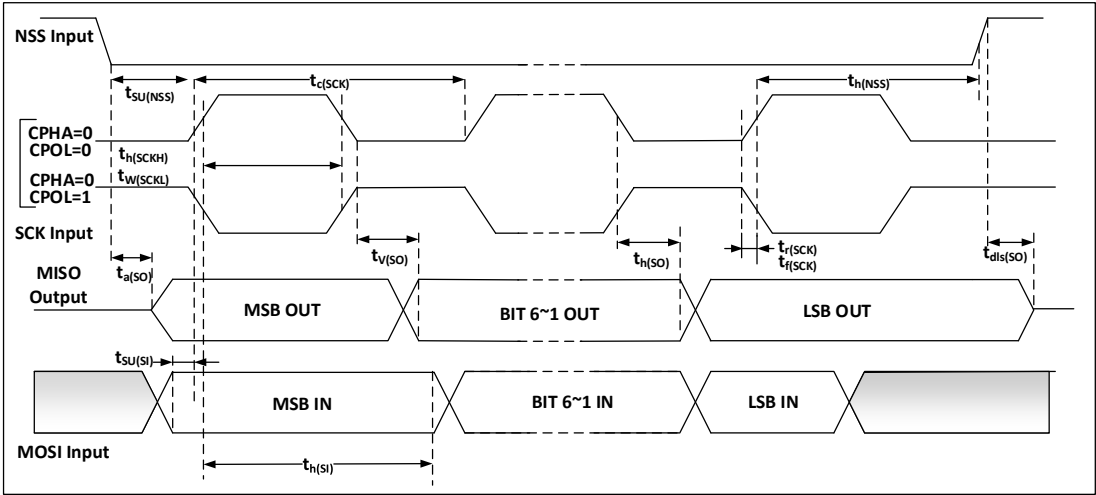 NSS Input
tSU(NSS)
tc(SCK)
th(NSS)
CPHA=0
CPOL=0
th(SCKH)
tW(SCKL)
CPHA=0
CPOL=1
SCK Input
ta(SO)
tV(SO)
th(SO)
tr(SCK)
tf(SCK)
tdIs(SO)
MISO
Output
MSB OUT
BIT 6~1 OUT
LSB OUT
tSU(SI)
MSB IN
BIT 6~1 IN
LSB IN
MOSI Input
th(SI)